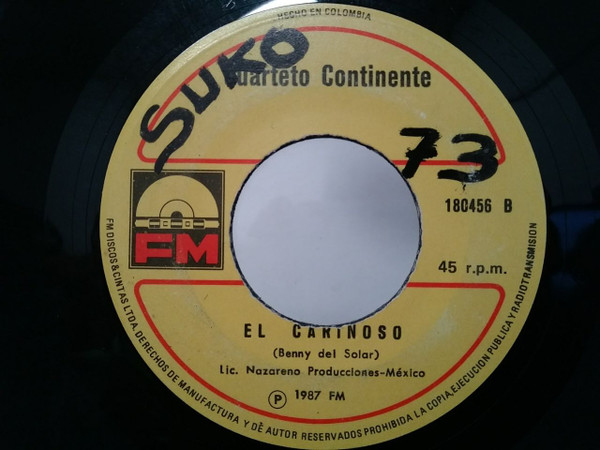 HECHO EN COLOMBIA
SUKO
Cuarteto Continente
73
180456 B
FM
45 r.p.m.
EL CARIÑOSO
(Benny del Solar)
Lic. Nazareno Producciones-México
Ⓟ 1987 FM
FM DISCOS & CINTAS LTDA. DERECHOS DE MANUFACTURA Y DE AUTOR RESERVADOS PROHIBIDA LA COPIA, EJECUCION PUBLICA Y RADIOTRANSMISION